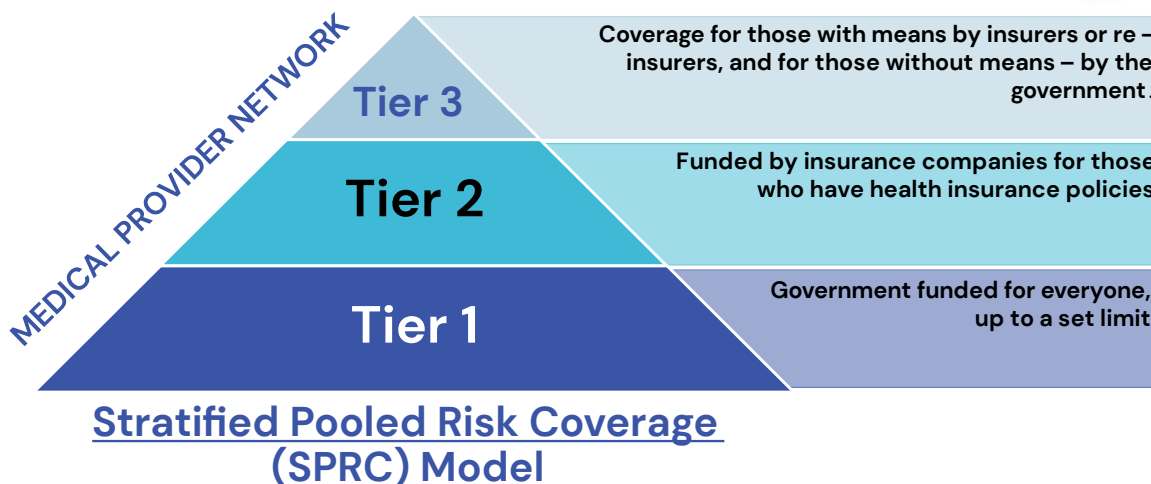 MEDICAL PROVIDER NETWORK
Tier 3
Coverage for those with means by insurers or re –
insurers, and for those without means – by the
government.
Tier 2
Funded by insurance companies for those
who have health insurance policies
Tier 1
Government funded for everyone,
up to a set limit
Stratified Pooled Risk Coverage
(SPRC) Model